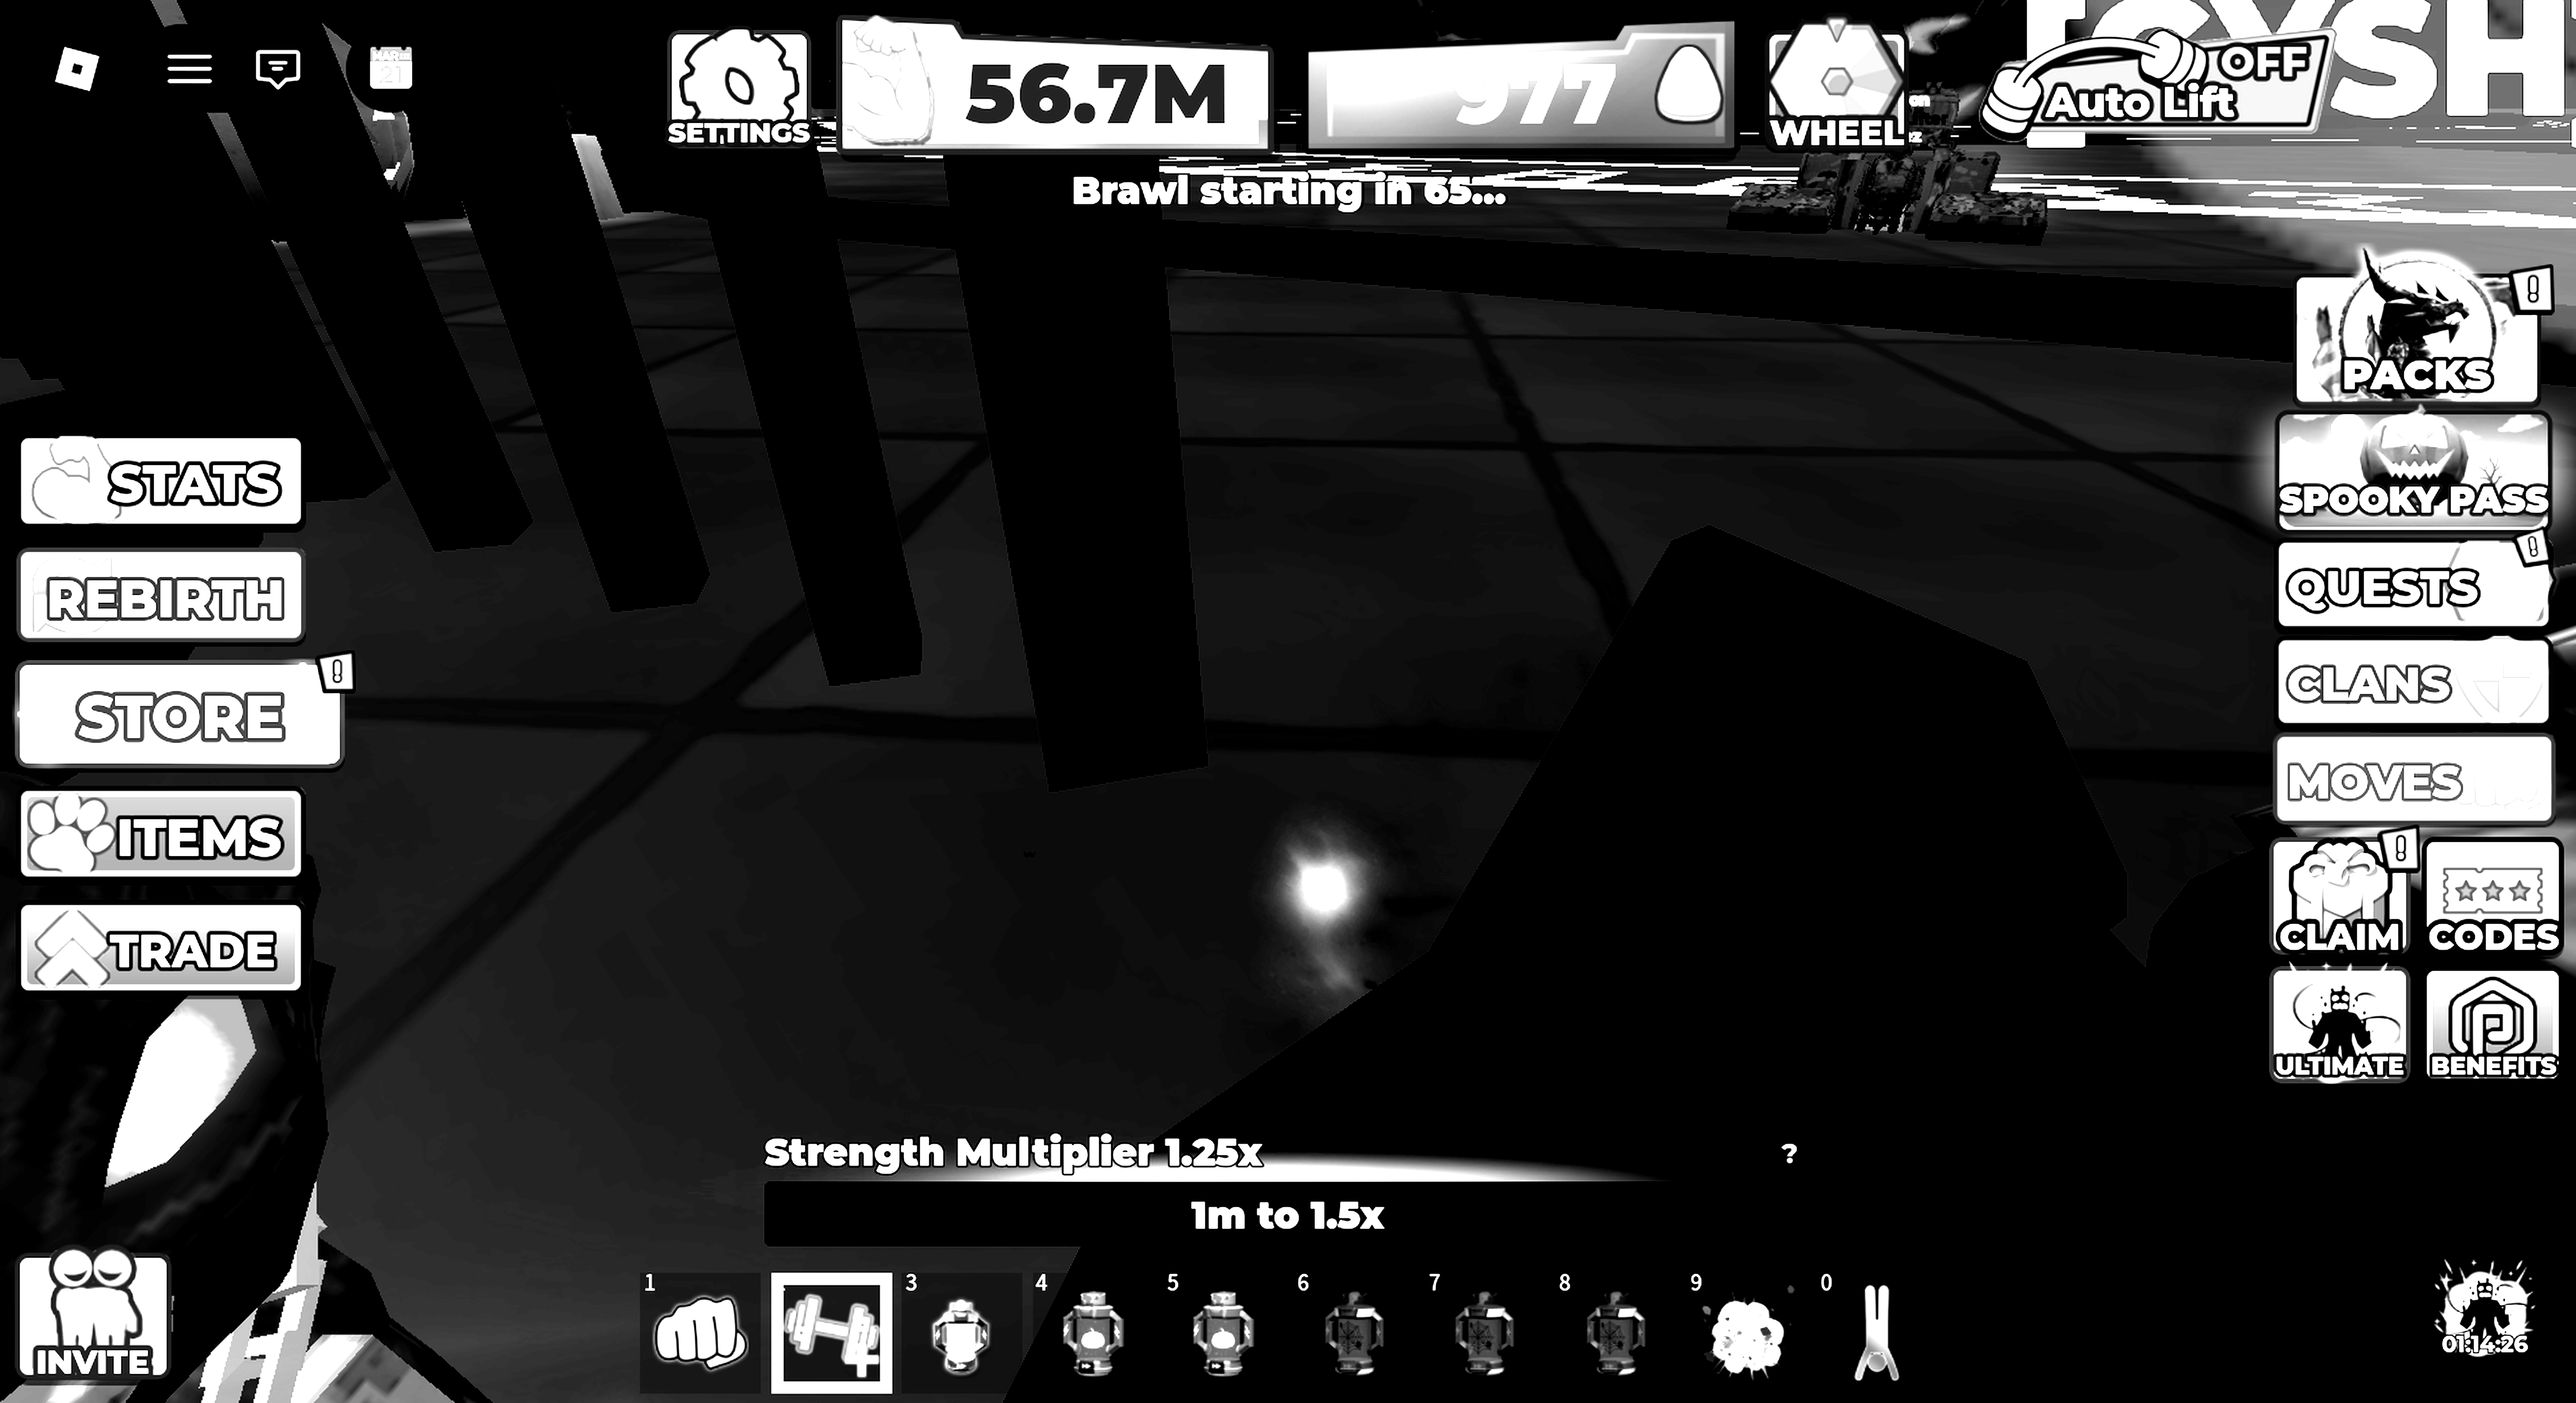 SETTINGS
56.7M
977
WHEEL
OFF
Auto Lift
Brawl starting in 65...
PACKS
SPOOKY PASS
STATS
REBIRTH
STORE
ITEMS
TRADE
QUESTS
CLANS
MOVES
CLAIM
CODES
ULTIMATE
BENEFITS
Strength Multiplier 1.25x
?
1m to 1.5x
INVITE
1
3
4
5
6
7
8
9
0
01:14:26